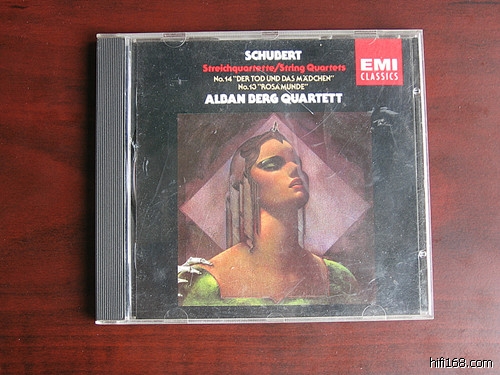 SCHUBERT
Streichquartette/String Quartets
No.14 "DER TOD UND DAS MÄDCHEN"
No.13 "ROSAMUNDE"
ALBAN BERG QUARTETT
EMI
CLASSICS
hifi168.com